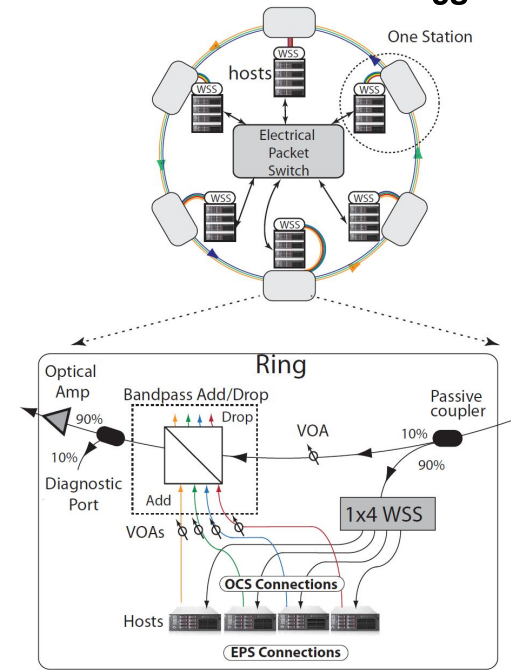 One Station
WSS
hosts
WSS
WSS
Electrical
Packet
Switch
WSS
WSS
WSS
Ring
Optical
Amp
Bandpass Add/Drop
Passive
coupler
90%
Drop
VOA
10%
10%
90%
Diagnostic
Port
Add
1x4 WSS
VOAs
OCS Connections
Hosts
EPS Connections